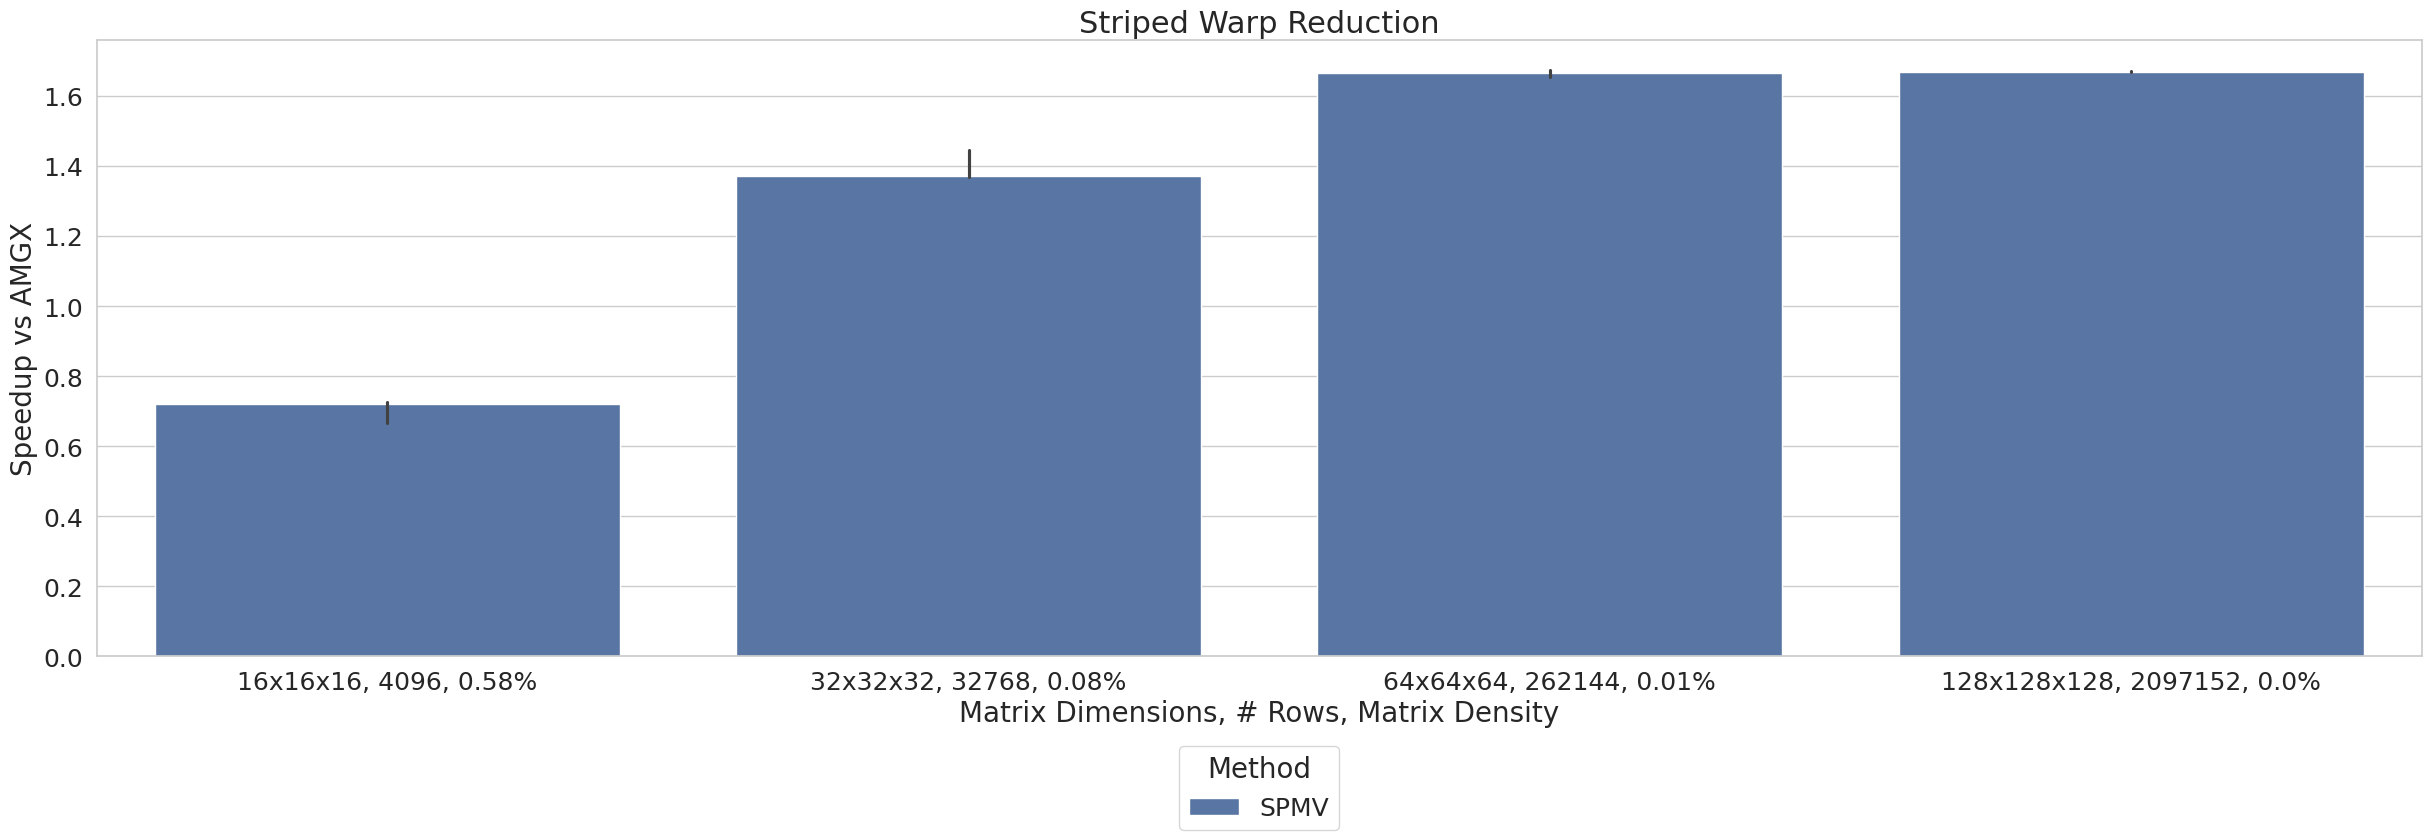 Striped Warp Reduction
Speedup vs AMGX
1.6
1.4
1.2
1.0
0.8
0.6
0.4
0.2
0.0
16x16x16, 4096, 0.58%
32x32x32, 32768, 0.08%
64x64x64, 262144, 0.01%
128x128x128, 2097152, 0.0%
Matrix Dimensions, # Rows, Matrix Density
Method
SPMV